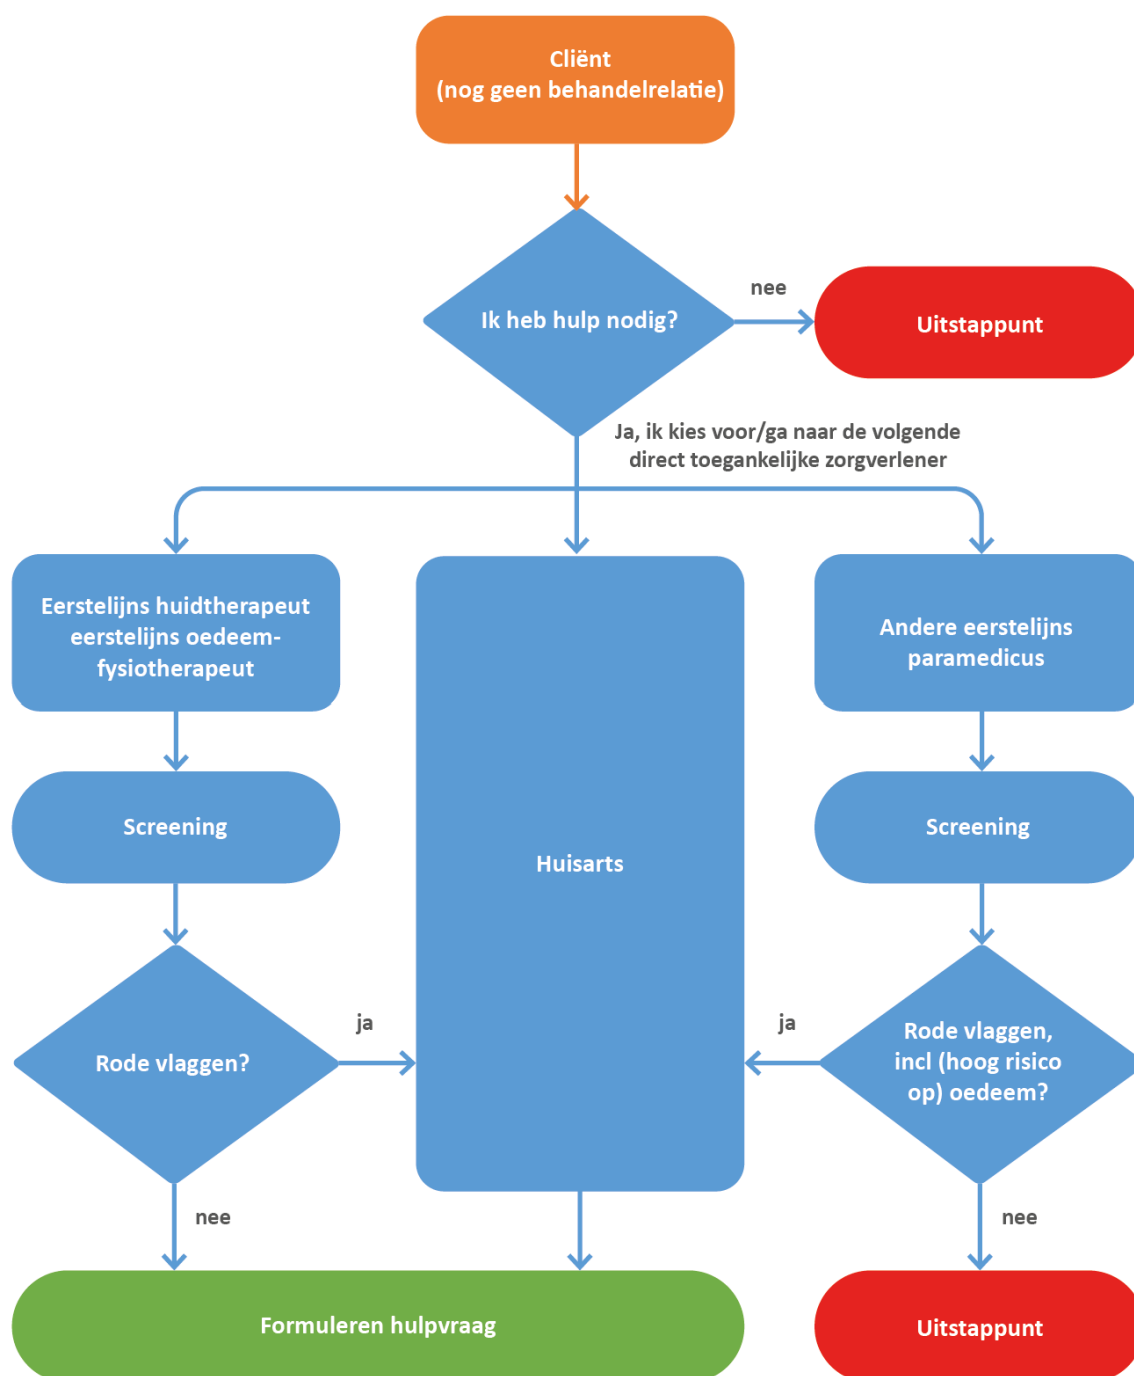 Cliënt
(nog geen behandelrelatie)
Ik heb hulp nodig?
nee
Uitstappunt
Ja, ik kies voor/ga naar de volgende
direct toegankelijke zorgverlener
Eerstelijns huidtherapeut
eerstelijns oedeem-
fysiotherapeut
Andere eerstelijns
paramedicus
Screening
Huisarts
Screening
Rode vlaggen?
ja
ja
Rode vlaggen,
incl (hoog risico
op) oedeem?
nee
nee
Formuleren hulpvraag
Uitstappunt